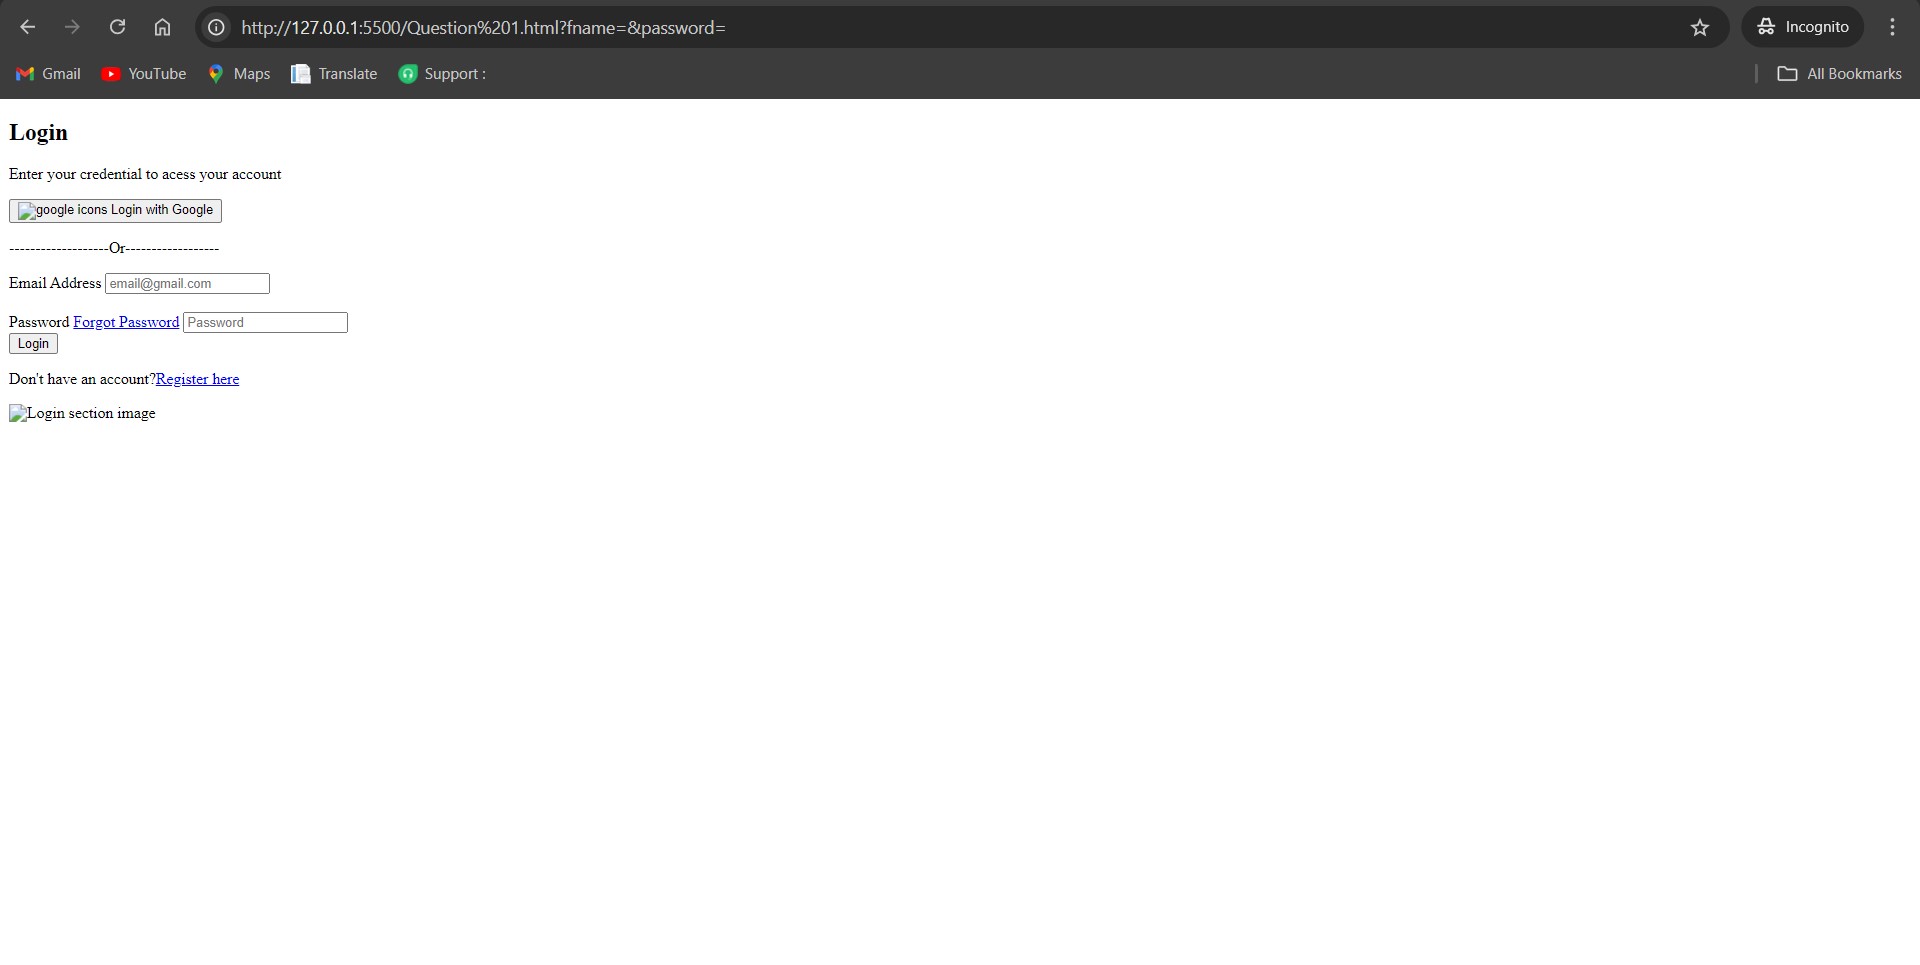 http://127.0.0.1:5500/Question%201.html?fname=&password=
Incognito
Gmail YouTube Maps Translate Support :
All Bookmarks
Login
Enter your credential to acess your account
google icons Login with Google
-------------------Or------------------
Email Address email@gmail.com
Password Forgot Password Password
Login
Don't have an account?Register here
Login section image